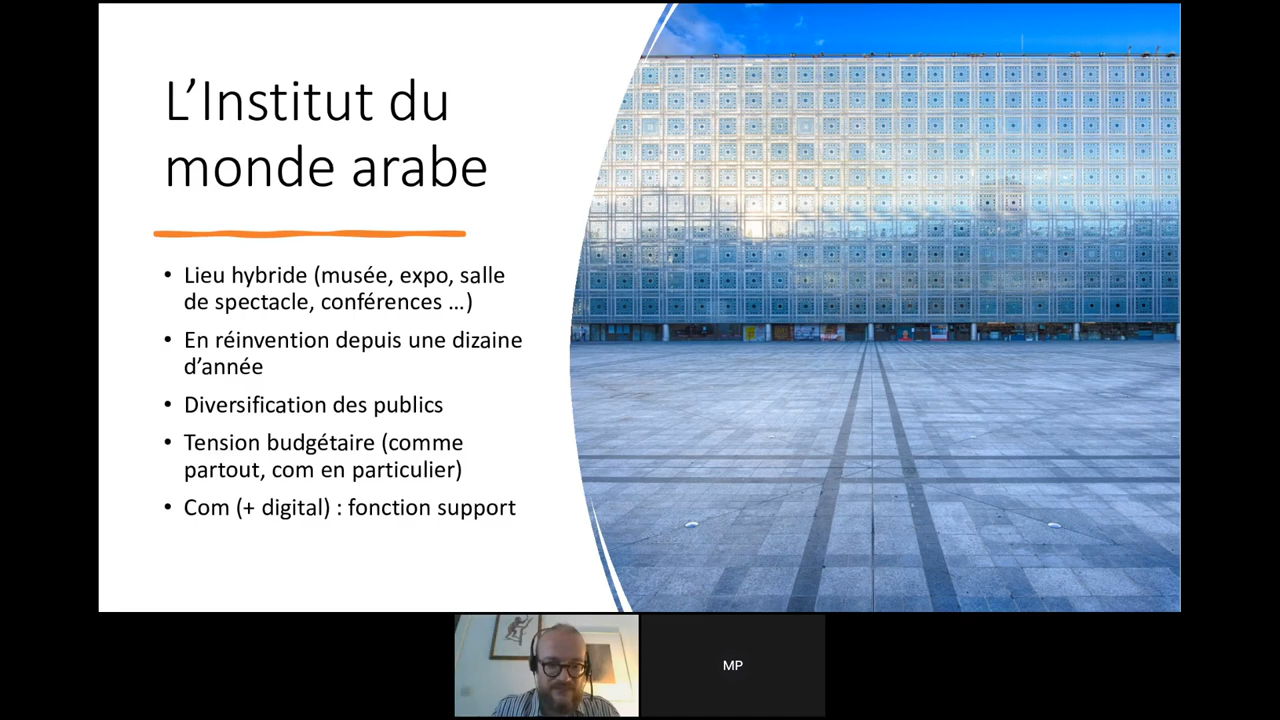 L’Institut du
monde arabe
• Lieu hybride (musée, expo, salle
de spectacle, conférences …)
• En réinvention depuis une dizaine
d’année
• Diversification des publics
• Tension budgétaire (comme
partout, com en particulier)
• Com (+ digital) : fonction support
MP